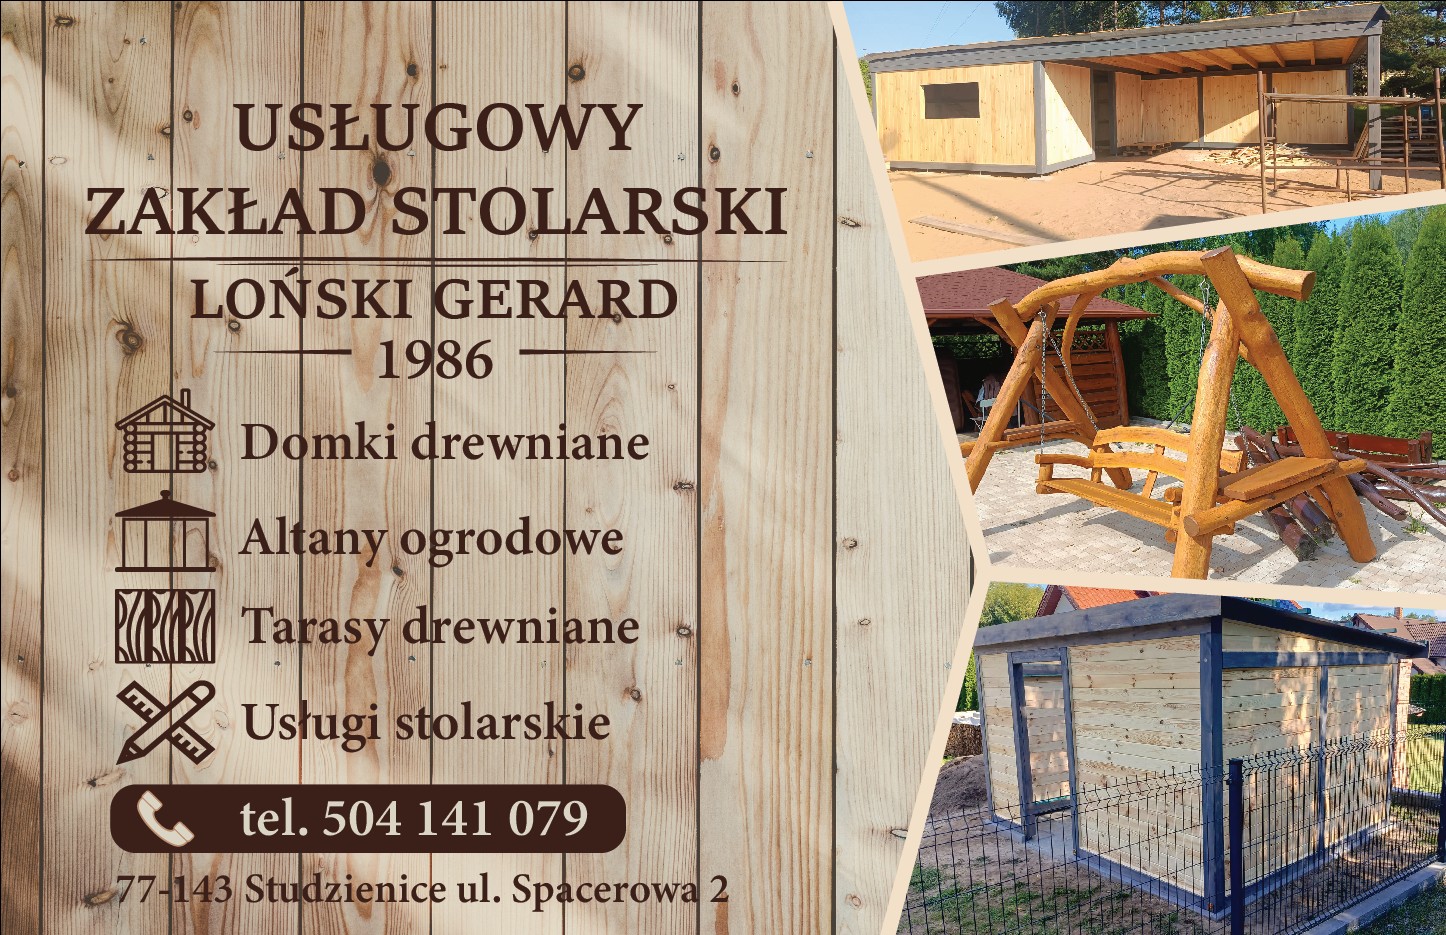 USŁUGOWY
ZAKŁAD STOLARSKI
LOŃSKI GERARD
1986
Domki drewniane
Altany ogrodowe
Tarasy drewniane
Usługi stolarskie
tel. 504 141 079
77-143 Studzienice ul. Spacerowa 2